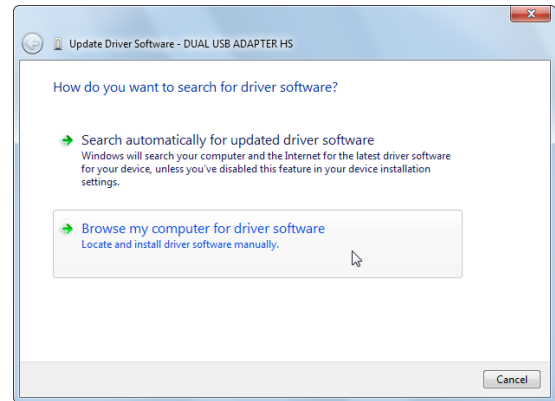 Update Driver Software - DUAL USB ADAPTER HS
How do you want to search for driver software?
Search automatically for updated driver software
Windows will search your computer and the Internet for the latest driver software
for your device, unless you've disabled this feature in your device installation
settings.
Browse my computer for driver software
Locate and install driver software manually.
Cancel